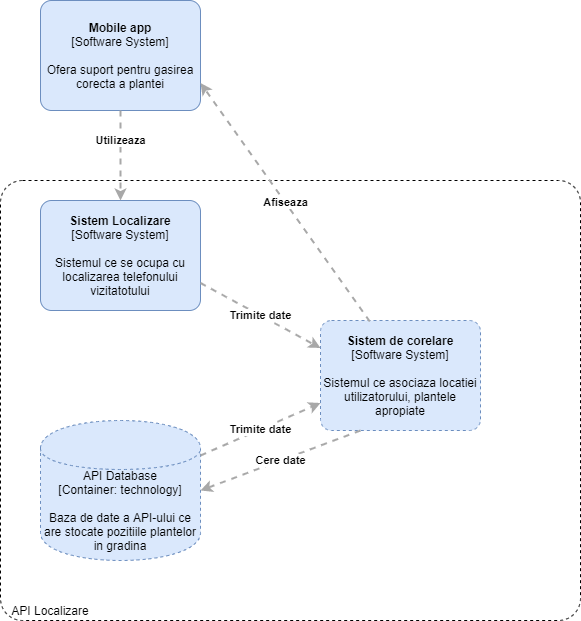 Mobile app
[Software System]
Ofera suport pentru gasirea
corecta a plantei
Utilizeaza
Sistem Localizare
[Software System]
Sistemul ce se ocupa cu
localizarea telefonului
vizitatotului
Afiseaza
Trimite date
Sistem de corelare
[Software System]
Sistemul ce asociaza locatiei
utilizatorului, plantele
apropiate
Trimite date
Cere date
API Database
[Container: technology]
Baza de date a API-ului ce
are stocate pozitiile plantelor
in gradina
API Localizare